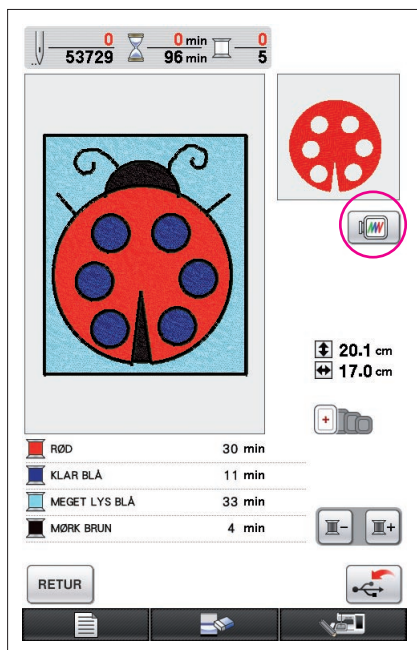 0 0 min 0
53729 96 min 5
20.1 cm
17.0 cm
RØD 30 min
KLAR BLÅ 11 min
MEGET LYS BLÅ 33 min
MØRK BRUN 4 min
RETUR